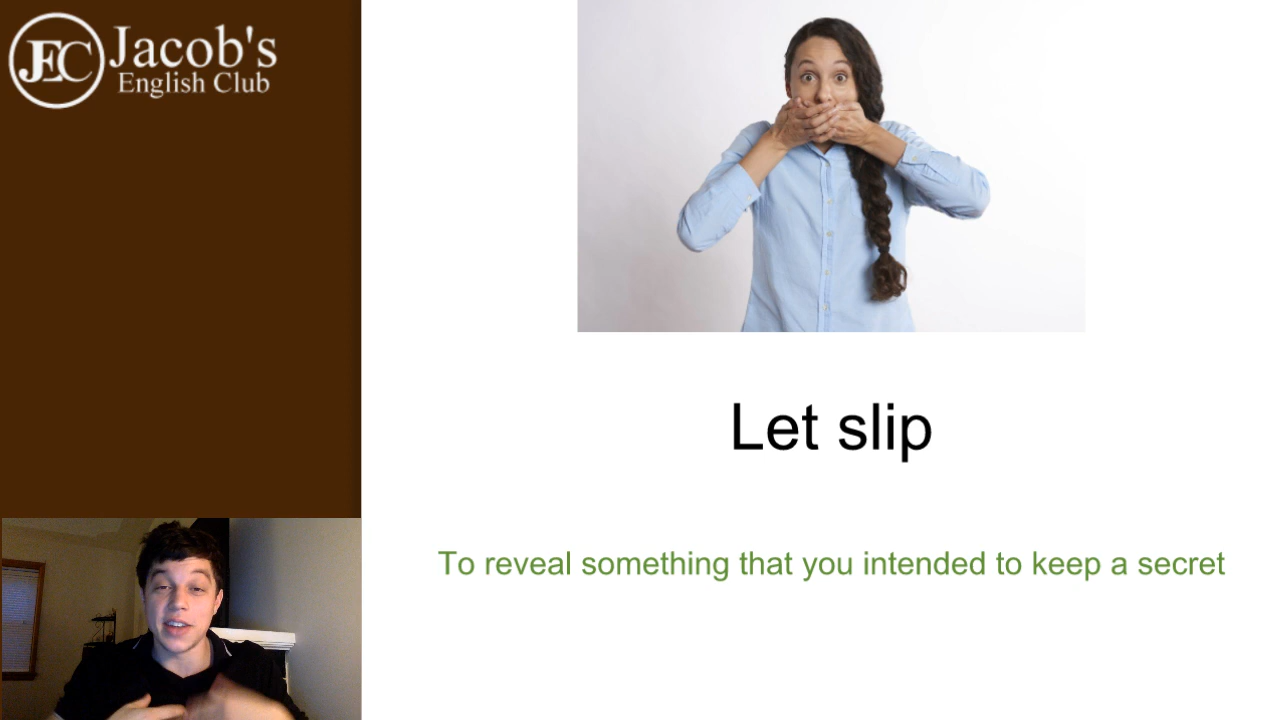 JEC
Jacob's
English Club
Let slip
To reveal something that you intended to keep a secret